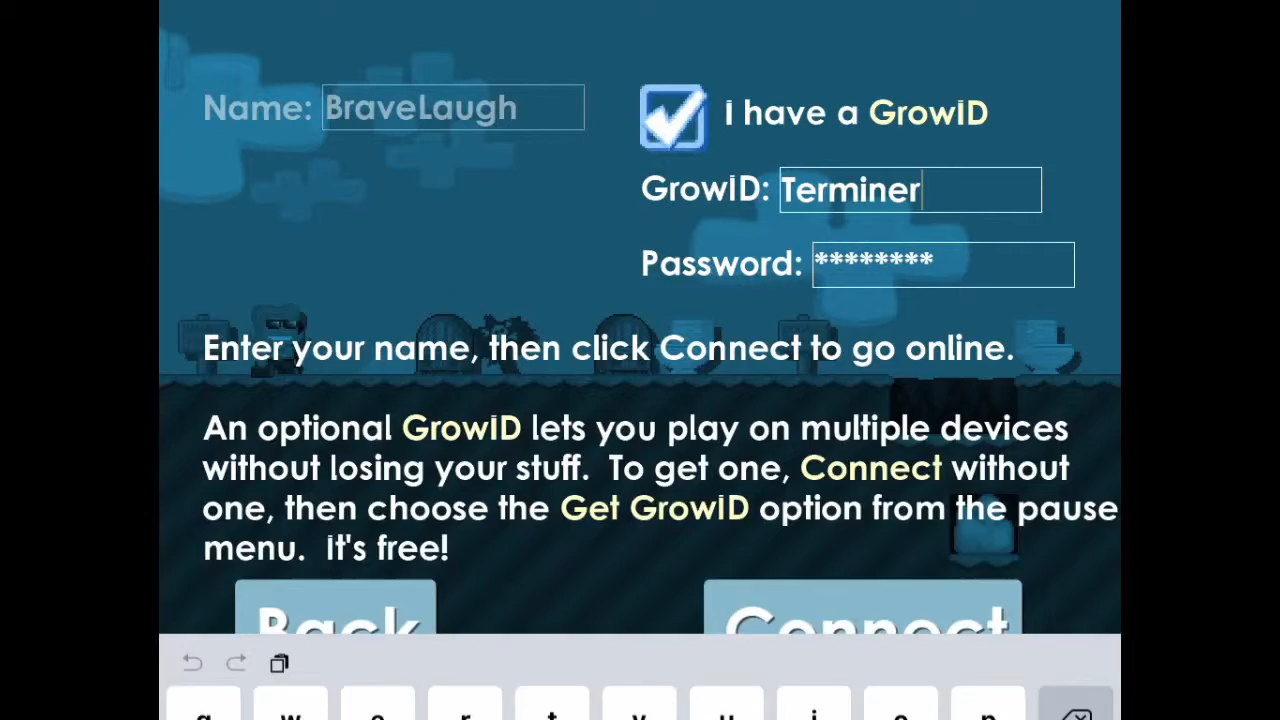 Name: BraveLaugh
I have a GrowID
GrowID: Terminer
Password: ********
Enter your name, then click Connect to go online.
An optional GrowID lets you play on multiple devices
without losing your stuff. To get one, Connect without
one, then choose the Get GrowID option from the pause
menu. It's free!
Back Connect
q w e r t y u i o p